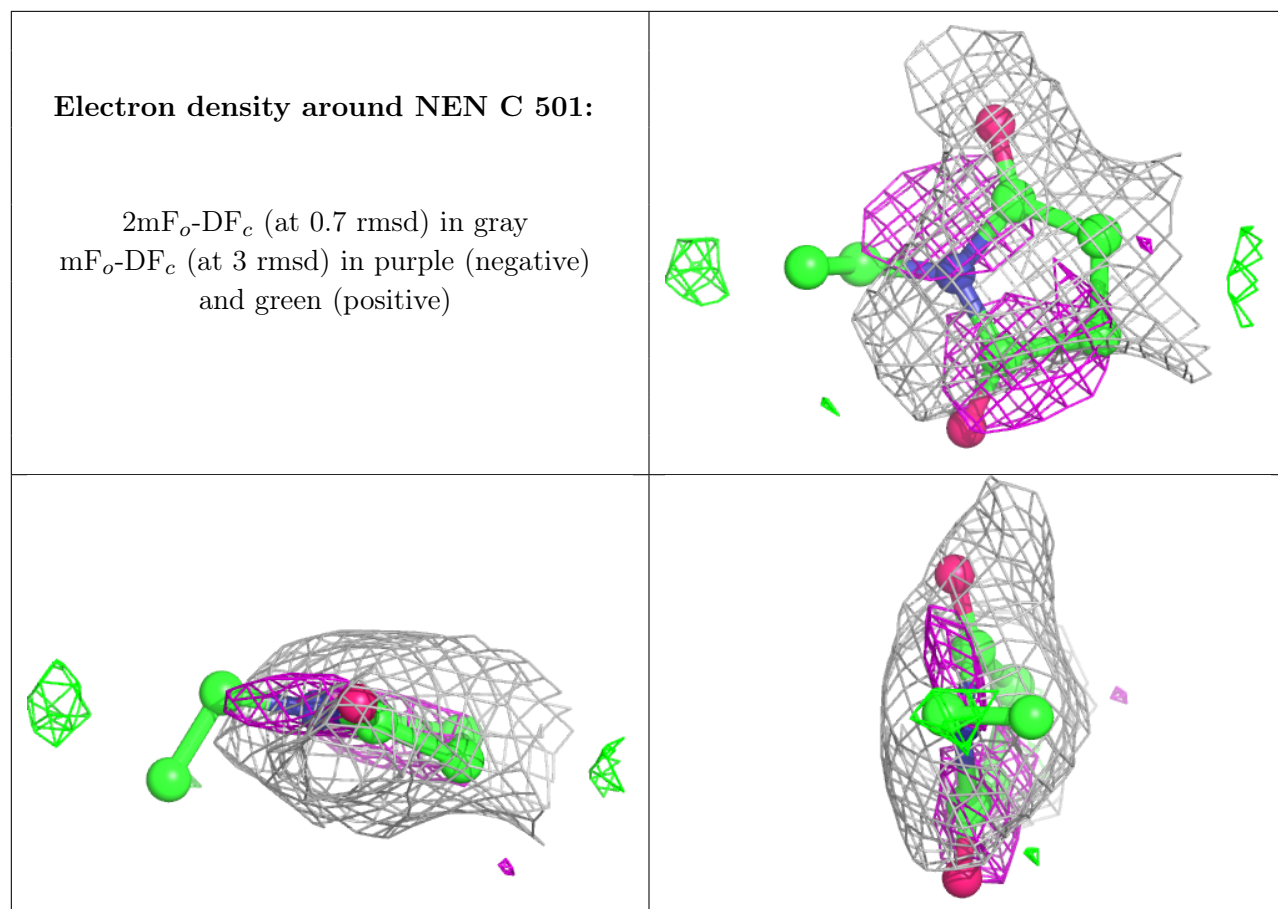 Electron density around NEN C 501:
2mFo-DFc (at 0.7 rmsd) in gray
mFo-DFc (at 3 rmsd) in purple (negative)
and green (positive)